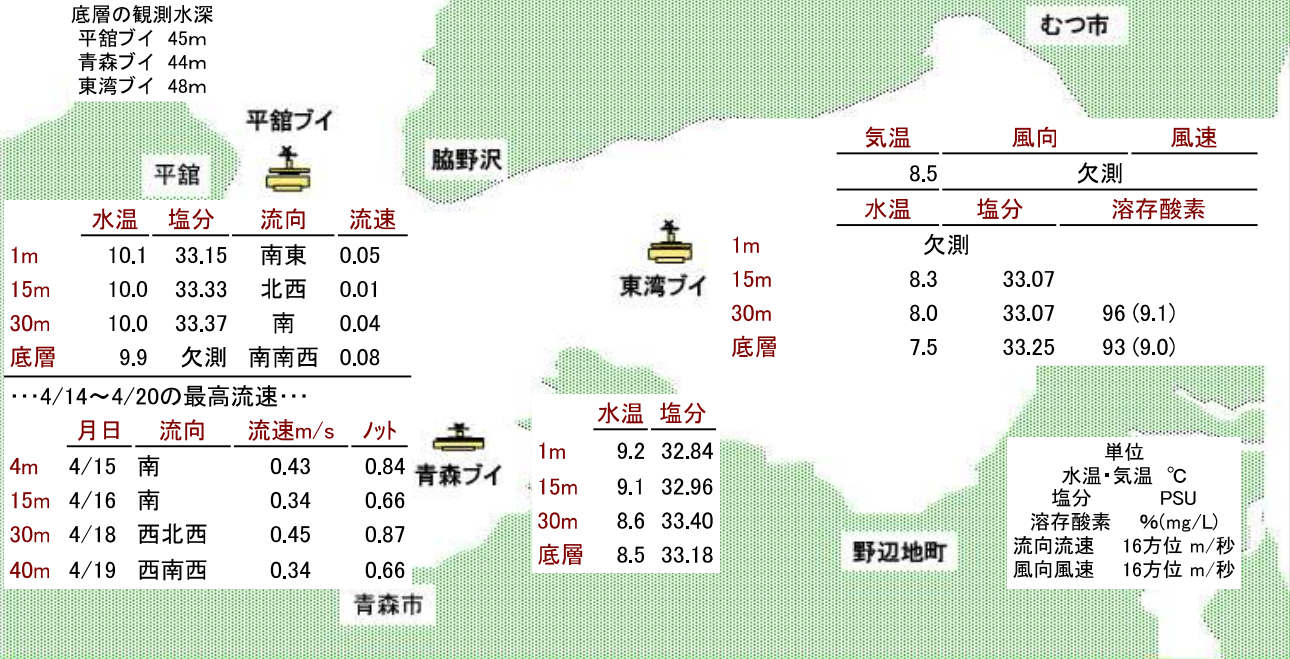 底層の観測水深
平舘ブイ 45m
青森ブイ 44m
東湾ブイ 48m
むつ市
平舘ブイ
平舘
脇野沢
気温 風向 風速
8.5 欠測
水温 塩分 溶存酸素
1m 欠測
15m 8.3 33.07
30m 8.0 33.07 96 (9.1)
底層 7.5 33.25 93 (9.0)
東湾ブイ
水温 塩分 流向 流速
1m 10.1 33.15 南東 0.05
15m 10.0 33.33 北西 0.01
30m 10.0 33.37 南 0.04
底層 9.9 欠測 南南西 0.08
…4/14～4/20の最高流速…
月日 流向 流速m/s ノット
4m 4/15 南 0.43 0.84
15m 4/16 南 0.34 0.66
30m 4/18 西北西 0.45 0.87
40m 4/19 西南西 0.34 0.66
青森ブイ
水温 塩分
1m 9.2 32.84
15m 9.1 32.96
30m 8.6 33.40
底層 8.5 33.18
青森市
野辺地町
単位
水温・気温 ℃
塩分 PSU
溶存酸素 %(mg/L)
流向流速 16方位 m/秒
風向風速 16方位 m/秒